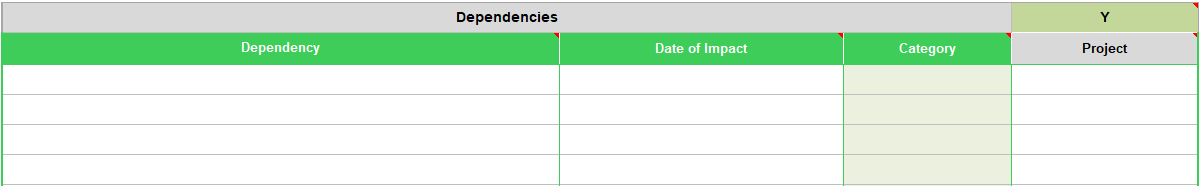 Dependencies Y
Dependency Date of Impact Category Project